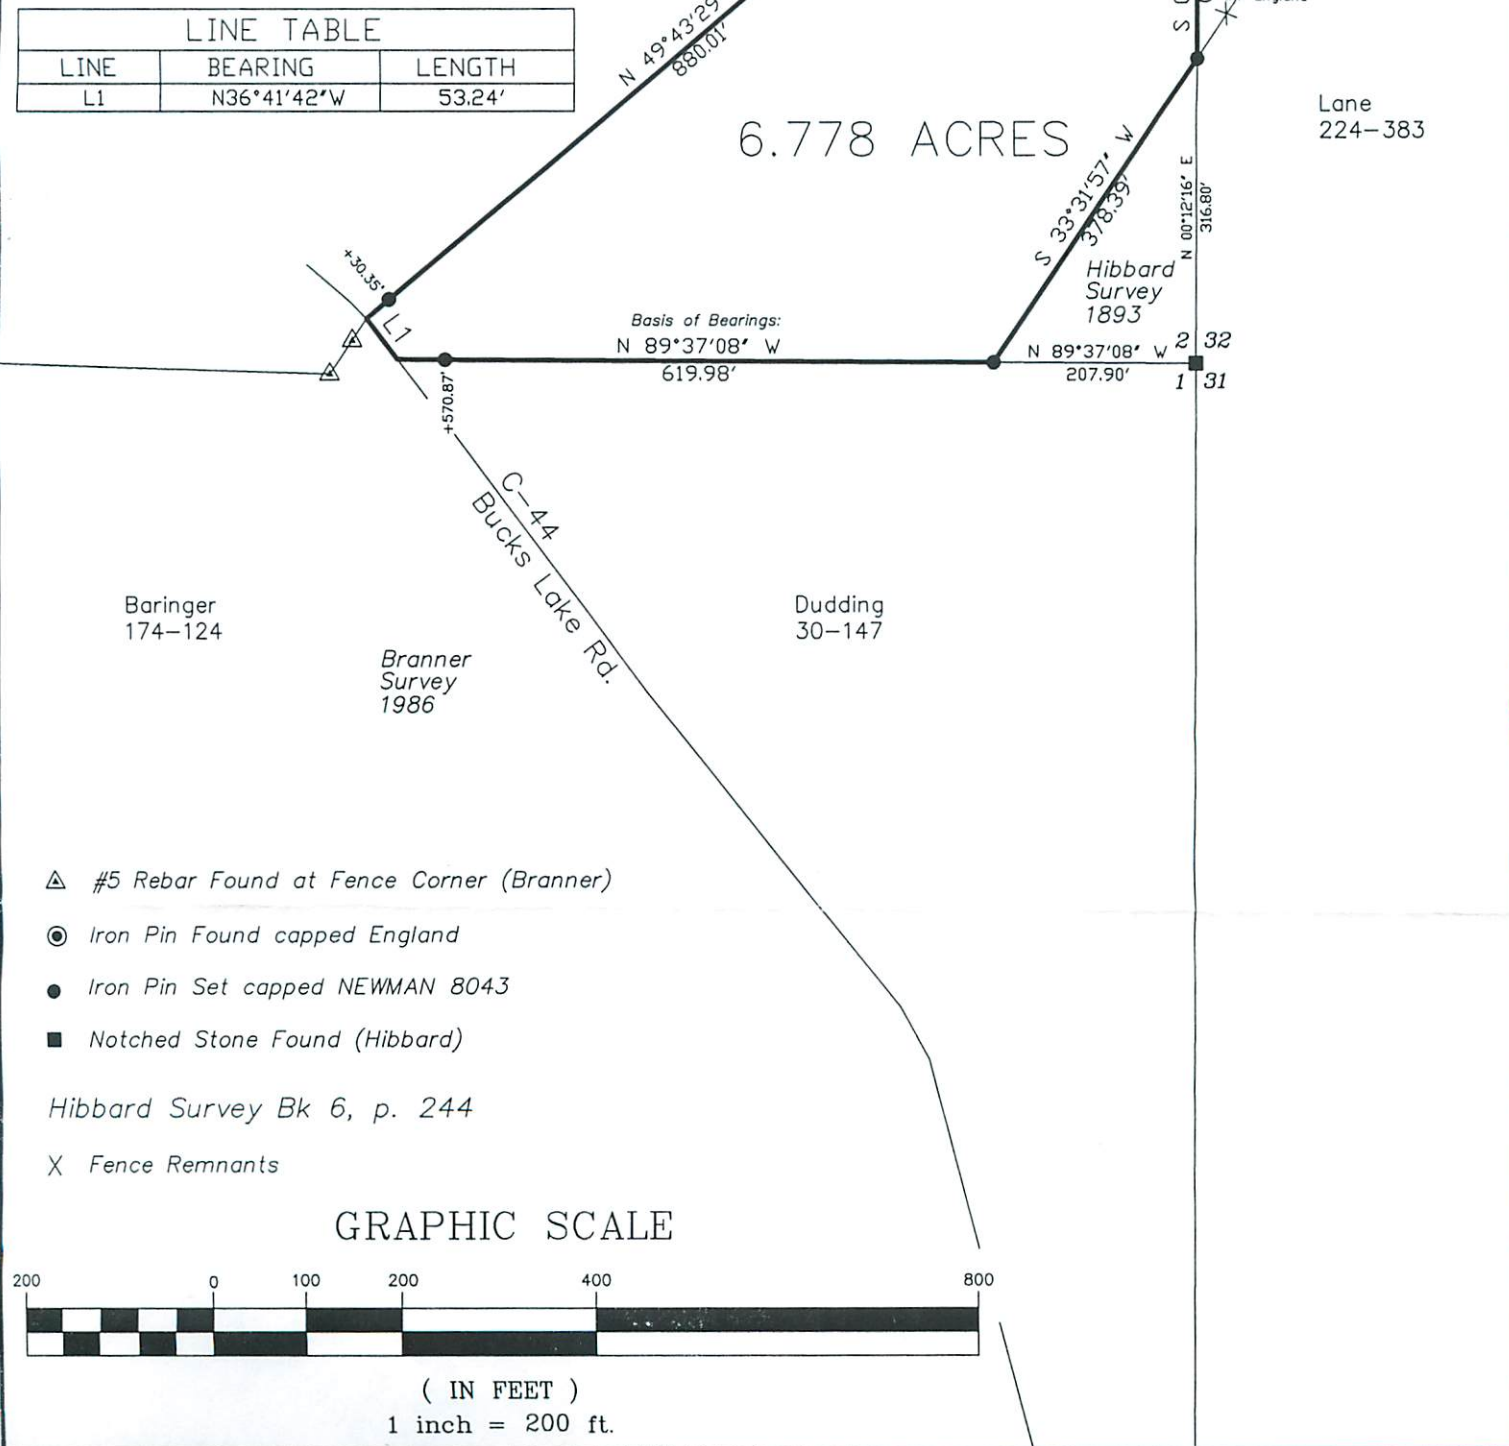 LINE TABLE
LINE BEARING LENGTH
L1 N36°41'42"W 53.24'
N 49°43'29
880.01'
S
Lane
224-383
6.778 ACRES
S 33°31'57" W
378.39'
N 00°12'16" E
316.80'
+30.35'
L1
Hibbard
Survey
1893
Basis of Bearings:
N 89°37'08" W
619.98'
N 89°37'08" W
207.90'
2 32
1 31
+570.87'
C-44
Bucks Lake Rd.
Baringer
174-124
Branner
Survey
1986
Dudding
30-147
#5 Rebar Found at Fence Corner (Branner)
Iron Pin Found capped England
Iron Pin Set capped NEWMAN 8043
Notched Stone Found (Hibbard)
Hibbard Survey Bk 6, p. 244
X Fence Remnants
GRAPHIC SCALE
200 0 100 200 400 800
( IN FEET )
1 inch = 200 ft.